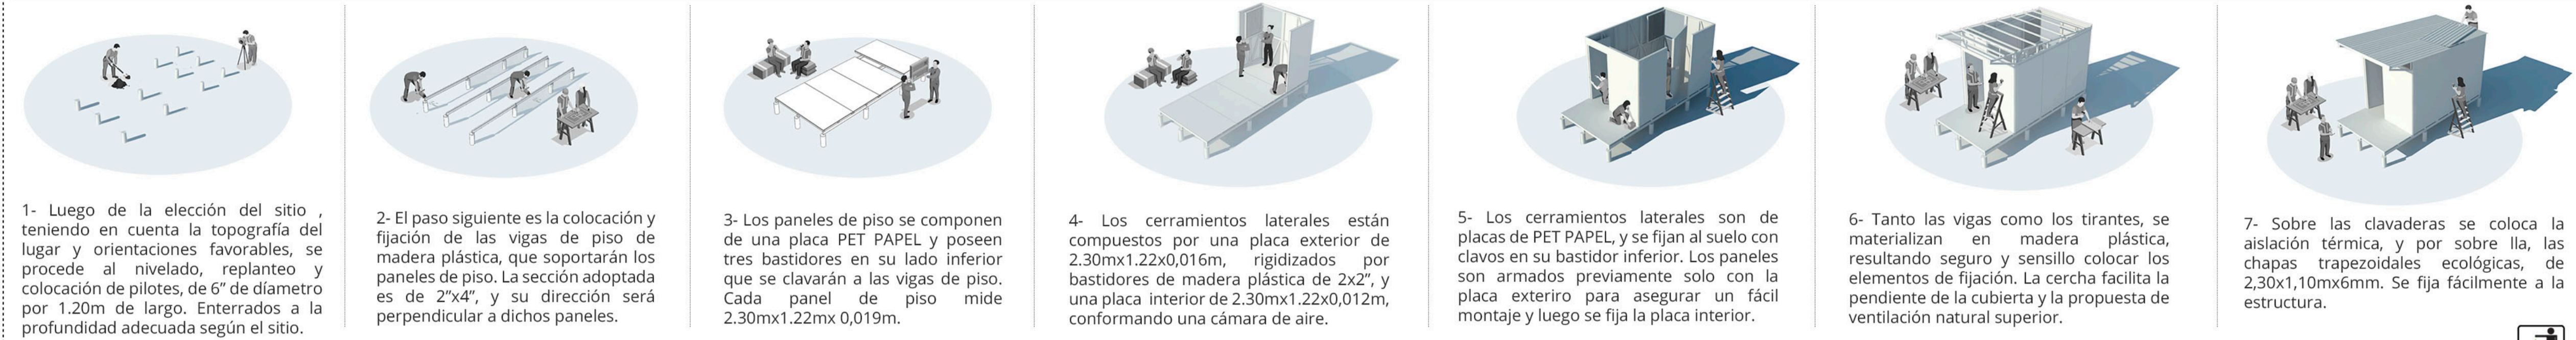 1- Luego de la elección del sitio ,
teniendo en cuenta la topografía del
lugar y orientaciones favorables, se
procede al nivelado, replanteo y
colocación de pilotes, de 6” de díametro
por 1.20m de largo. Enterrados a la
profundidad adecuada según el sitio.
2- El paso siguiente es la colocación y
fijación de las vigas de piso de
madera plástica, que soportarán los
paneles de piso. La sección adoptada
es de 2”x4”, y su dirección será
perpendicular a dichos paneles.
3- Los paneles de piso se componen
de una placa PET PAPEL y poseen
tres bastidores en su lado inferior
que se clavarán a las vigas de piso.
Cada panel de piso mide
2.30mx1.22mx 0,019m.
4- Los cerramientos laterales están
compuestos por una placa exterior de
2.30mx1.22x0,016m, rigidizados por
bastidores de madera plástica de 2x2”, y
una placa interior de 2.30mx1.22x0,012m,
conformando una cámara de aire.
5- Los cerramientos laterales son de
placas de PET PAPEL, y se fijan al suelo con
clavos en su bastidor inferior. Los paneles
son armados previamente solo con la
placa exteriro para asegurar un fácil
montaje y luego se fija la placa interior.
6- Tanto las vigas como los tirantes, se
materializan en madera plástica,
resultando seguro y sensillo colocar los
elementos de fijación. La cercha facilita la
pendiente de la cubierta y la propuesta de
ventilación natural superior.
7- Sobre las clavaderas se coloca la
aislación térmica, y por sobre lla, las
chapas trapezoidales ecológicas, de
2,30x1,10mx6mm. Se fija fácilmente a la
estructura.